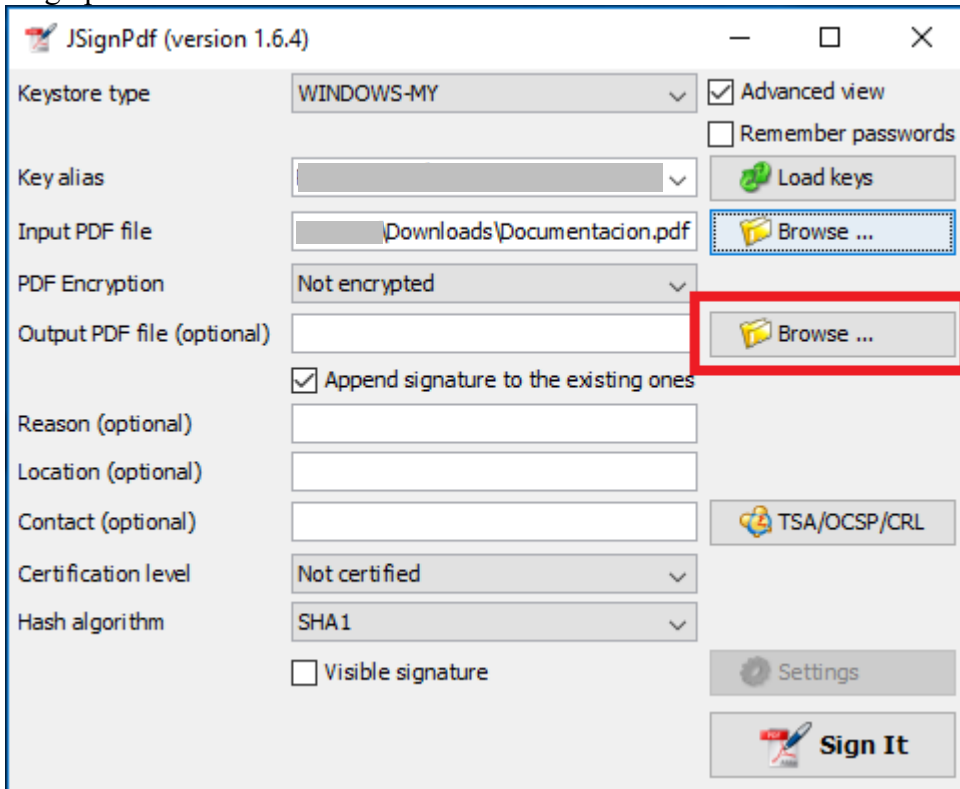 JSignPdf (version 1.6.4)
Keystore type WINDOWS-MY Advanced view
Remember passwords
Key alias Load keys
Input PDF file \Downloads\Documentacion.pdf Browse ...
PDF Encryption Not encrypted
Output PDF file (optional) Browse ...
Append signature to the existing ones
Reason (optional)
Location (optional)
Contact (optional) TSA/OCSP/CRL
Certification level Not certified
Hash algorithm SHA1
Visible signature Settings
Sign It